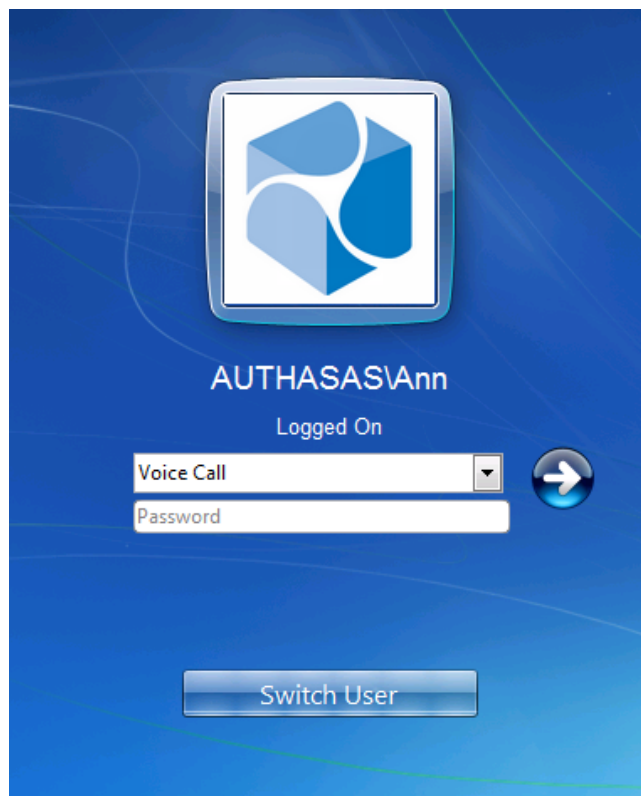 AUTHASAS\Ann
Logged On
Voice Call
Password
Switch User